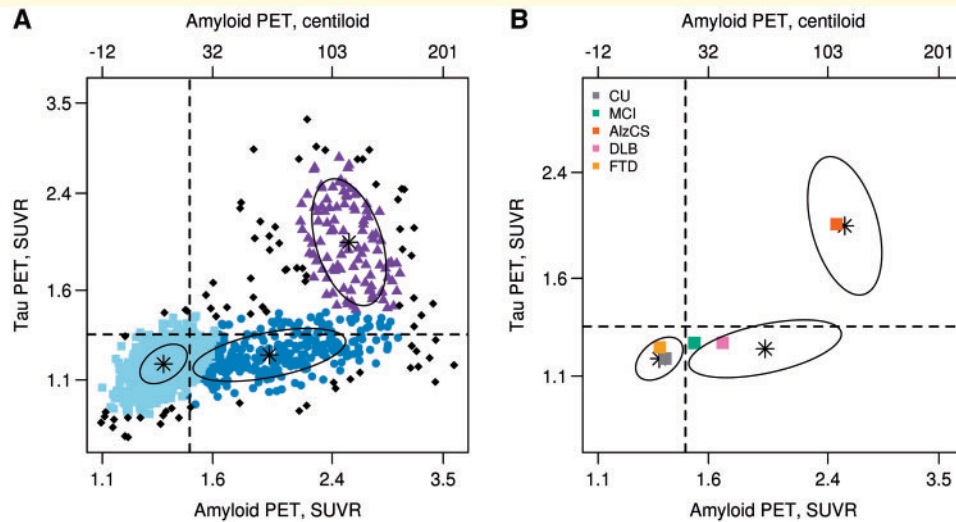 A
Amyloid PET, centiloid
-12 32 103 201
Tau PET, SUVR
3.5
2.4
1.6
1.1
1.1 1.6 2.4 3.5
Amyloid PET, SUVR
B
Amyloid PET, centiloid
-12 32 103 201
CU
MCI
AlzCS
DLB
FTD
Tau PET, SUVR
2.4
1.6
1.1
1.1 1.6 2.4 3.5
Amyloid PET, SUVR